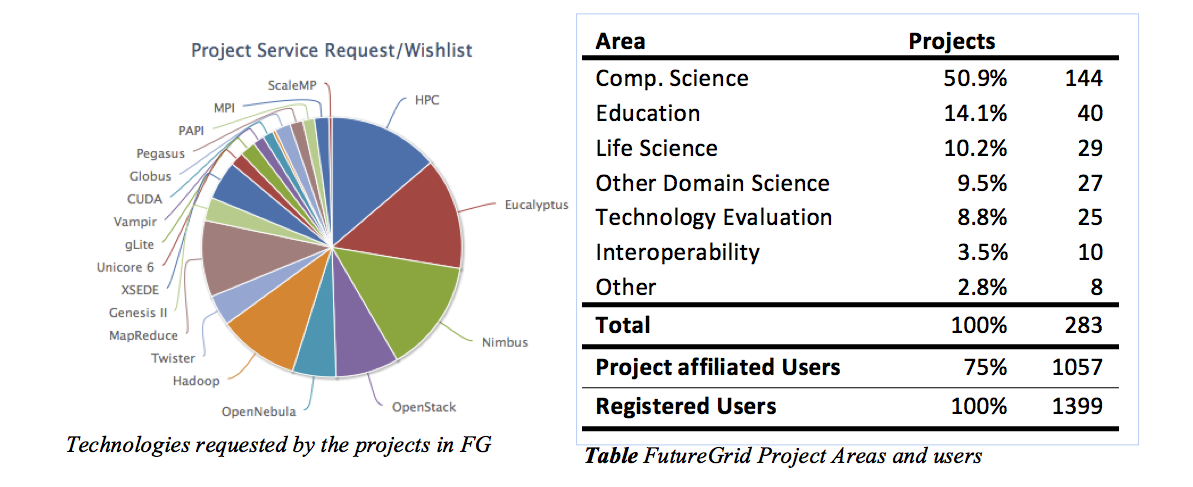 Project Service Request/Wishlist
ScaleMP
HPC
MPI
PAPI
Pegasus
Globus
CUDA
Eucalyptus
Vampir
gLite
Unicore 6
XSEDE
Genesis II
MapReduce
Nimbus
Twister
Hadoop
OpenStack
OpenNebula
Technologies requested by the projects in FG
Area Projects
Comp. Science 50.9% 144
Education 14.1% 40
Life Science 10.2% 29
Other Domain Science 9.5% 27
Technology Evaluation 8.8% 25
Interoperability 3.5% 10
Other 2.8% 8
Total 100% 283
Project affiliated Users 75% 1057
Registered Users 100% 1399
Table FutureGrid Project Areas and users